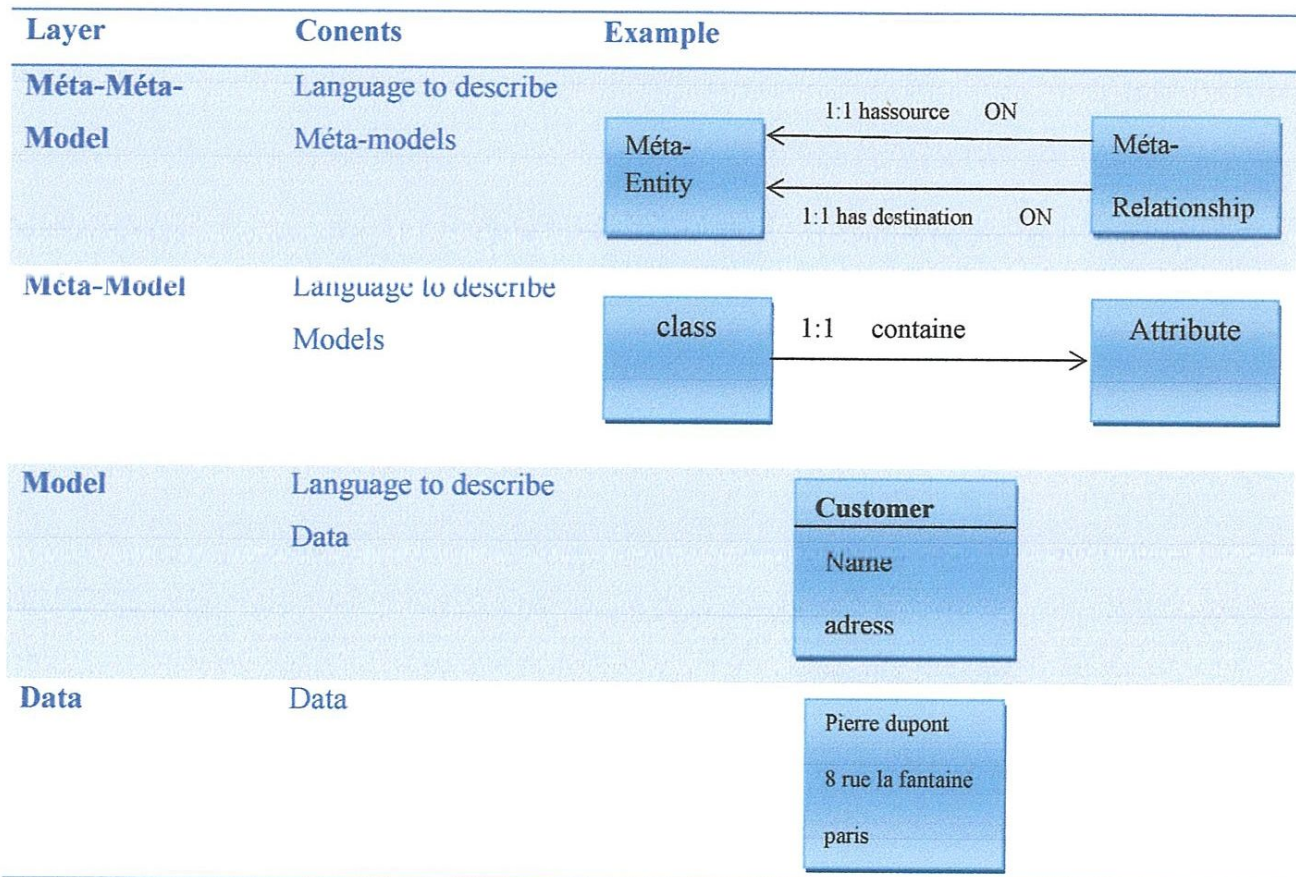 Layer Conents Example
Méta-Méta- Language to describe
Model Méta-models
1:1 hassource ON
Méta-
Entity
Méta-
Relationship
1:1 has destination ON
Méta-Model Language to describe
Models
class 1:1 containe Attribute
Model Language to describe
Data
Customer
Name
adress
Data Data
Pierre dupont
8 rue la fantaine
paris